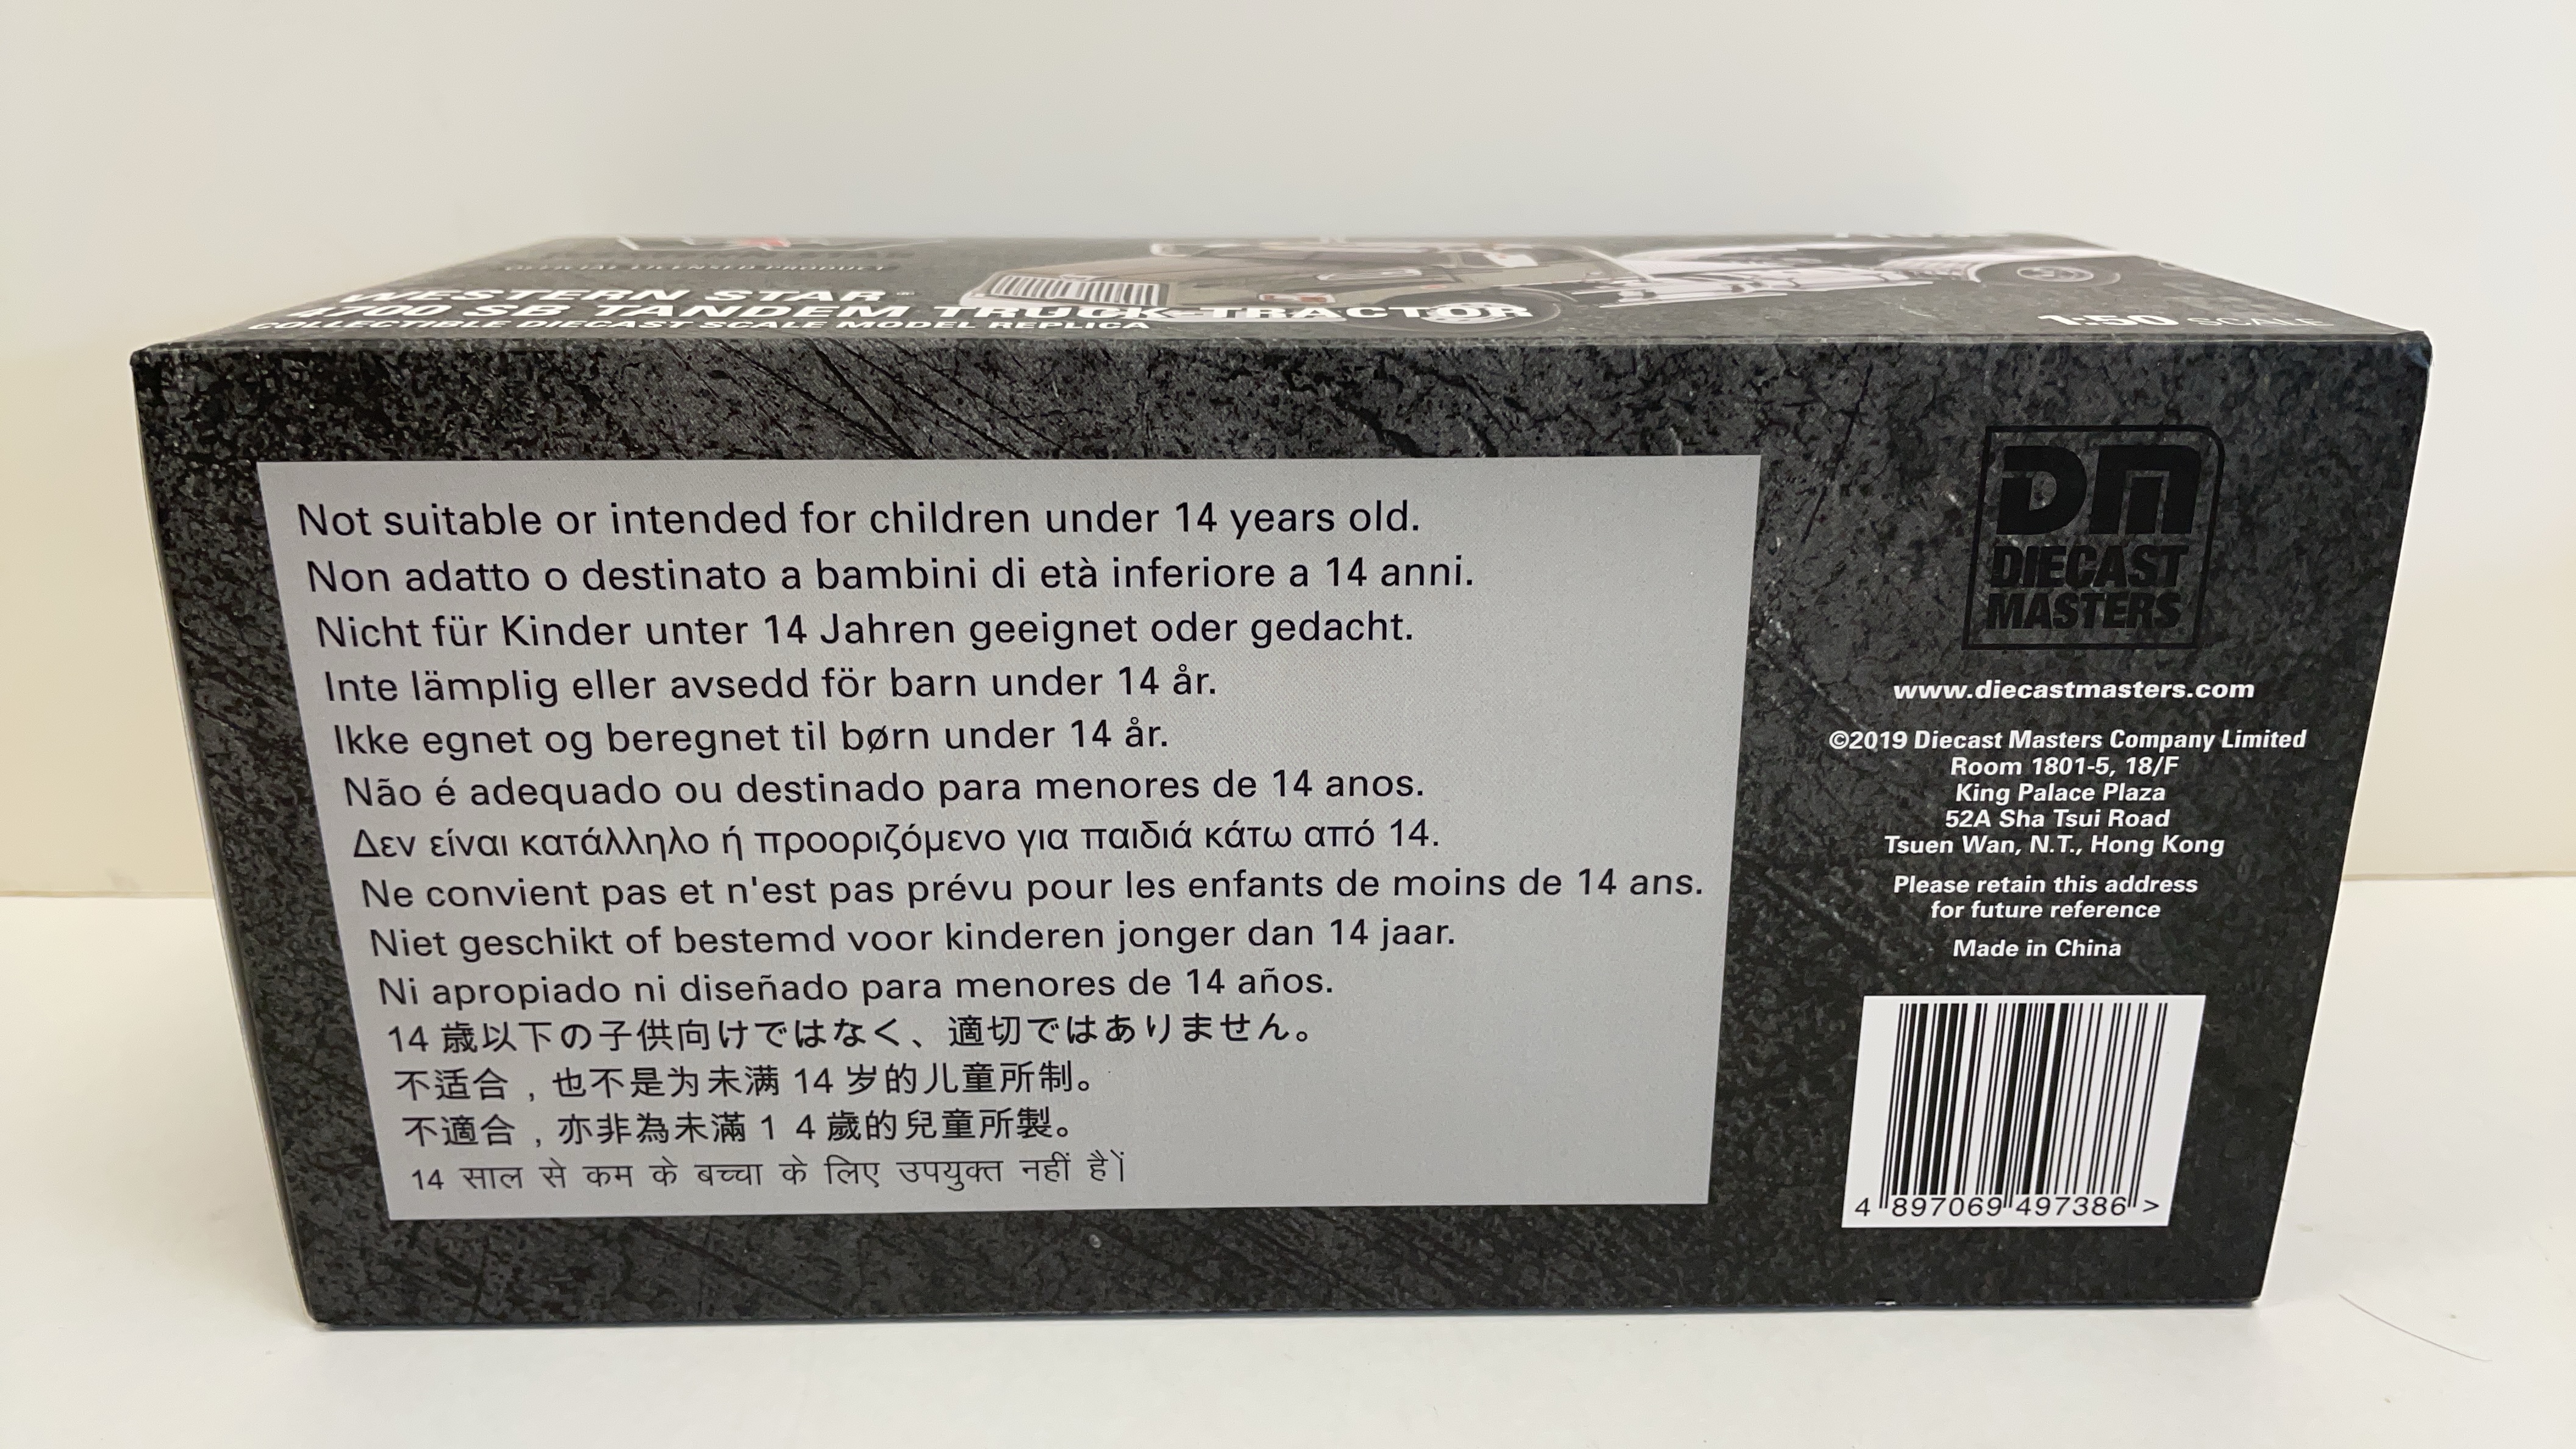 OFFICIAL LICENSED PRODUCT
WESTERN STAR
4700 SB TANDEM TRUCK-TRACTOR
COLLECTIBLE DIECAST SCALE MODEL REPLICA
1:50 SCALE
Not suitable or intended for children under 14 years old.
Non adatto o destinato a bambini di età inferiore a 14 anni.
Nicht für Kinder unter 14 Jahren geeignet oder gedacht.
Inte lämplig eller avsedd för barn under 14 år.
Ikke egnet og beregnet til børn under 14 år.
Não é adequado ou destinado para menores de 14 anos.
Δεν είναι κατάλληλο ή προοριζόμενο για παιδιά κάτω από 14.
Ne convient pas et n'est pas prévu pour les enfants de moins de 14 ans.
Niet geschikt of bestemd voor kinderen jonger dan 14 jaar.
Ni apropiado ni diseñado para menores de 14 años.
14 歳以下の子供向けではなく、適切ではありません。
不适合，也不是为未满 14 岁的儿童所制。
不適合，亦非為未滿 1 4 歲的兒童所製。
14 साल से कम के बच्चा के लिए उपयुक्त नहीं है।
DM
DIECAST
MASTERS
www.diecastmasters.com
©2019 Diecast Masters Company Limited
Room 1801-5, 18/F
King Palace Plaza
52A Sha Tsui Road
Tsuen Wan, N.T., Hong Kong
Please retain this address
for future reference
Made in China
4 897069 497386 >